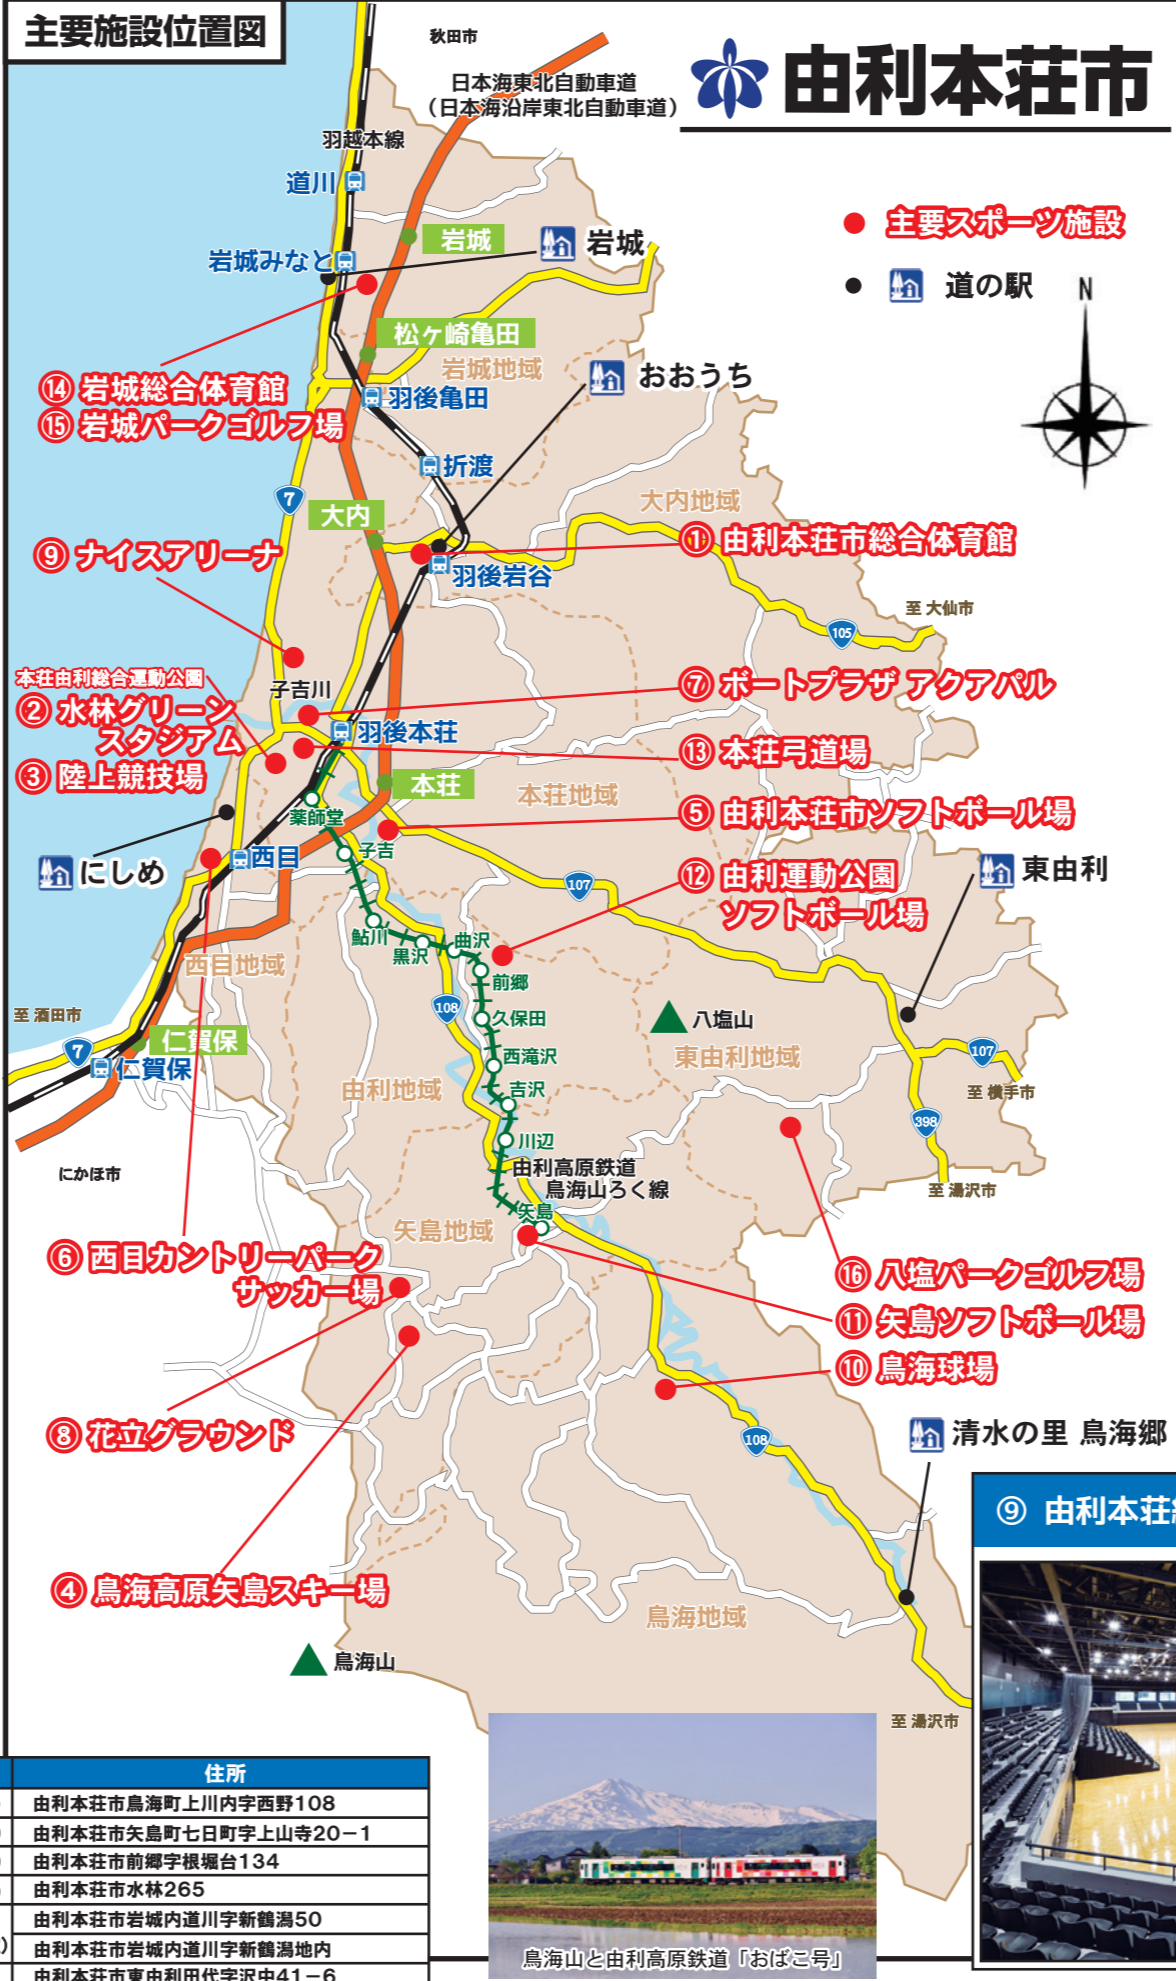 主要施設位置図
由利本荘市
秋田市
日本海東北自動車道
（日本海沿岸東北自動車道）
羽越本線
道川
主要スポーツ施設
岩城
岩城
岩城みなと
道の駅
N
松ヶ崎亀田
岩城地域
おおうち
⑭ 岩城総合体育館
羽後亀田
⑮ 岩城パークゴルフ場
折渡
7
大内地域
大内
① 由利本荘市総合体育館
⑨ ナイスアリーナ
羽後岩谷
至 大仙市
105
本荘由利総合運動公園
② 水林グリーン
スタジアム
③ 陸上競技場
子吉川
⑦ ボートプラザ アクアパル
羽後本荘
⑬ 本荘弓道場
本荘
本荘地域
薬師堂
⑤ 由利本荘市ソフトボール場
にしめ
西目
子吉
⑫ 由利運動公園
ソフトボール場
東由利
107
鮎川
黒沢
曲沢
西目地域
前郷
至 酒田市
108
久保田
八塩山
仁賀保
7
仁賀保
西滝沢
東由利地域
107
由利地域
吉沢
至 横手市
398
川辺
にかほ市
由利高原鉄道
鳥海山ろく線
至 湯沢市
矢島
矢島地域
⑥ 西目カントリーパーク
サッカー場
⑯ 八塩パークゴルフ場
⑪ 矢島ソフトボール場
⑩ 鳥海球場
⑧ 花立グラウンド
108
清水の里 鳥海郷
⑨ 由利本荘
④ 鳥海高原矢島スキー場
鳥海地域
鳥海山
至 湯沢市
住所
由利本荘市鳥海町上川内字西野108
由利本荘市矢島町七日町字上山寺20－1
由利本荘市前郷字根堀台134
由利本荘市水林265
由利本荘市岩城内道川字新鶴潟50
由利本荘市岩城内道川字新鶴潟地内
由利本荘市東由利田代字沢中41－6
鳥海山と由利高原鉄道「おばこ号」